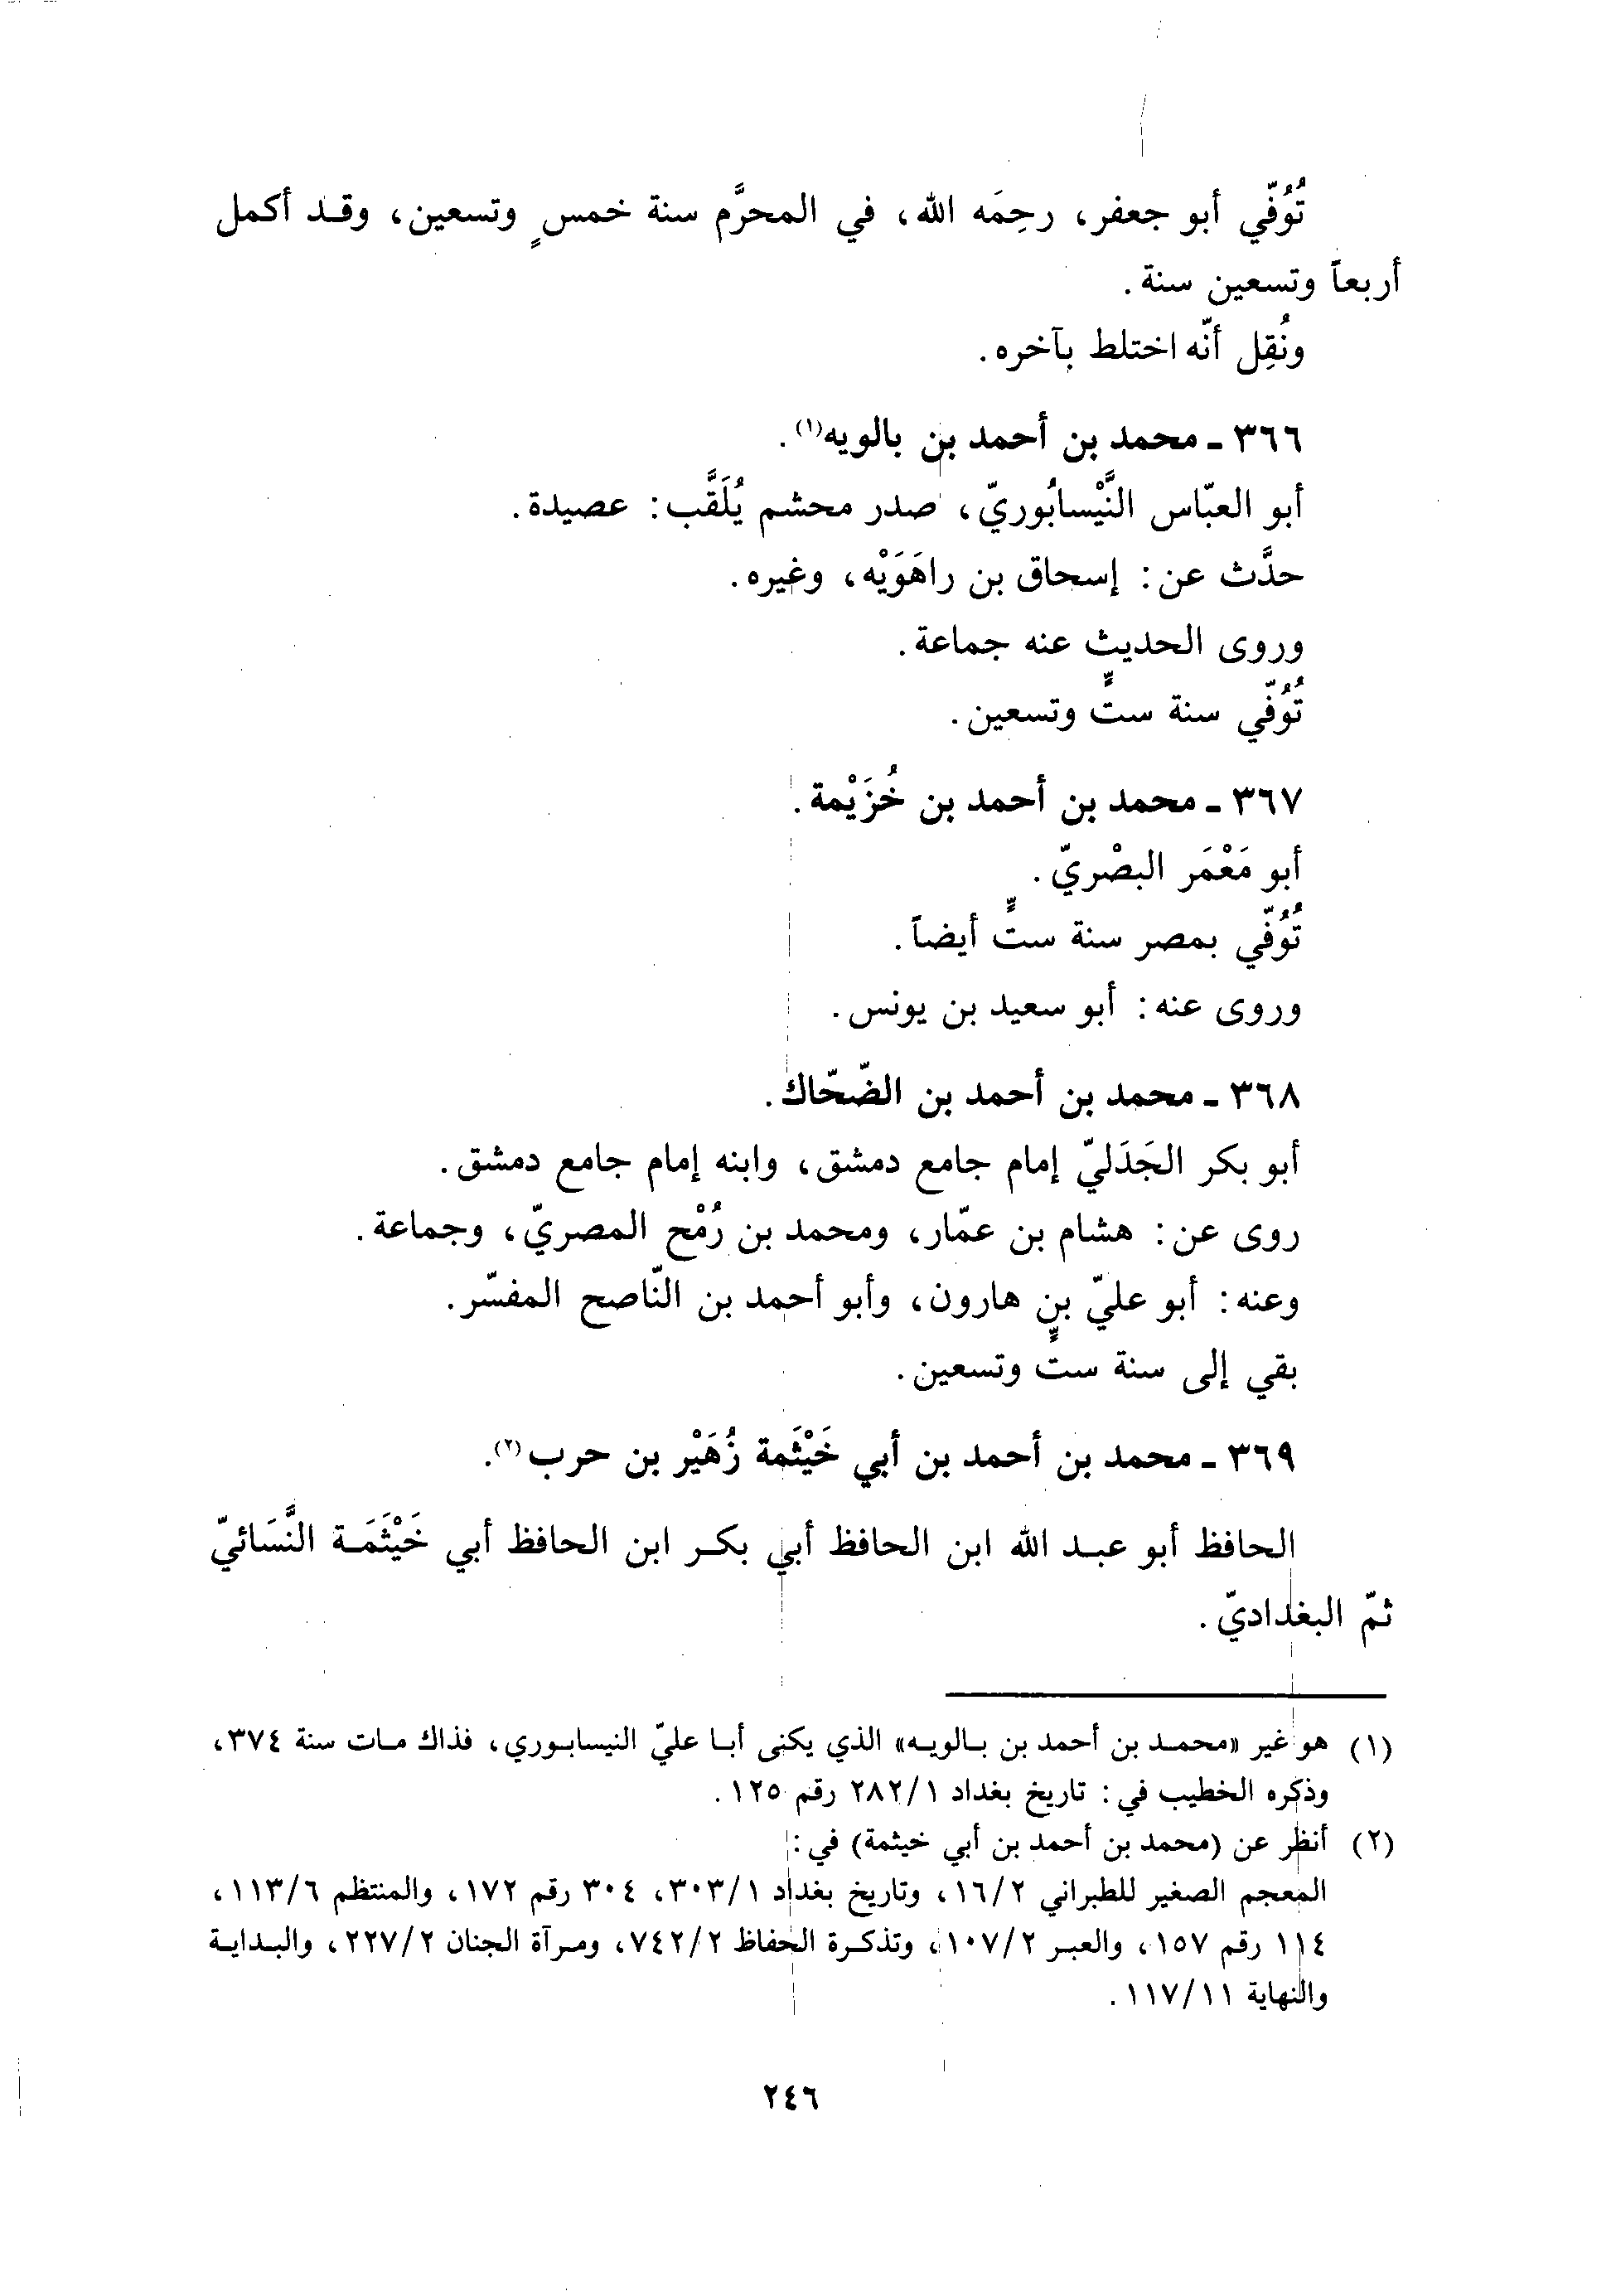 تُوُفّي أبو جعفر، رحِمَه الله، في المحرَّم سنة خمسٍ وتسعين، وقد أكمل
أربعاً وتسعين سنة.
ونُقِل أنّه اختلط بآخره.
٣٦٦ - محمد بن أحمد بن بالويه(١).
أبو العبّاس النَّيْسابُوريّ، صدر محشم يُلَقَّب: عصيدة.
حدَّث عن: إسحاق بن راهَوَيْه، وغيره.
وروى الحديث عنه جماعة.
تُوُفّي سنة ستٍّ وتسعين.
٣٦٧ - محمد بن أحمد بن خُزَيْمة.
أبو مَعْمَر البصْريّ.
تُوُفّي بمصر سنة ستٍّ أيضاً.
وروى عنه: أبو سعيد بن يونس.
٣٦٨ - محمد بن أحمد بن الضّحّاك.
أبو بكر الجَدَليّ إمام جامع دمشق، وابنه إمام جامع دمشق.
روى عن: هشام بن عمّار، ومحمد بن رُمْح المصريّ، وجماعة.
وعنه: أبو عليّ بن هارون، وأبو أحمد بن النّاصح المفسّر.
بقي إلى سنة ستٍّ وتسعين.
٣٦٩ - محمد بن أحمد بن أبي خَيْثَمة زُهَيْر بن حرب(٢).
الحافظ أبو عبد الله ابن الحافظ أبي بكر ابن الحافظ أبي خَيْثَمَة النَّسَائيّ
ثمّ البغداديّ.
(١) هو غير «محمد بن أحمد بن بالويه» الذي يكنى أبا عليّ النيسابوري، فذاك مات سنة ٣٧٤،
وذكره الخطيب في: تاريخ بغداد ٢٨٢/١ رقم ١٢٥.
(٢) أنظر عن (محمد بن أحمد بن أبي خيثمة) في:
المعجم الصغير للطبراني ١٦/٢، وتاريخ بغداد ٣٠٣/١، ٣٠٤ رقم ١٧٢، والمنتظم ١١٣/٦،
١١٤ رقم ١٥٧، والعبر ١٠٧/٢، وتذكرة الحفاظ ٧٤٢/٢، ومرآة الجنان ٢٢٧/٢، والبداية
والنهاية ١١٧/١١.
٢٤٦